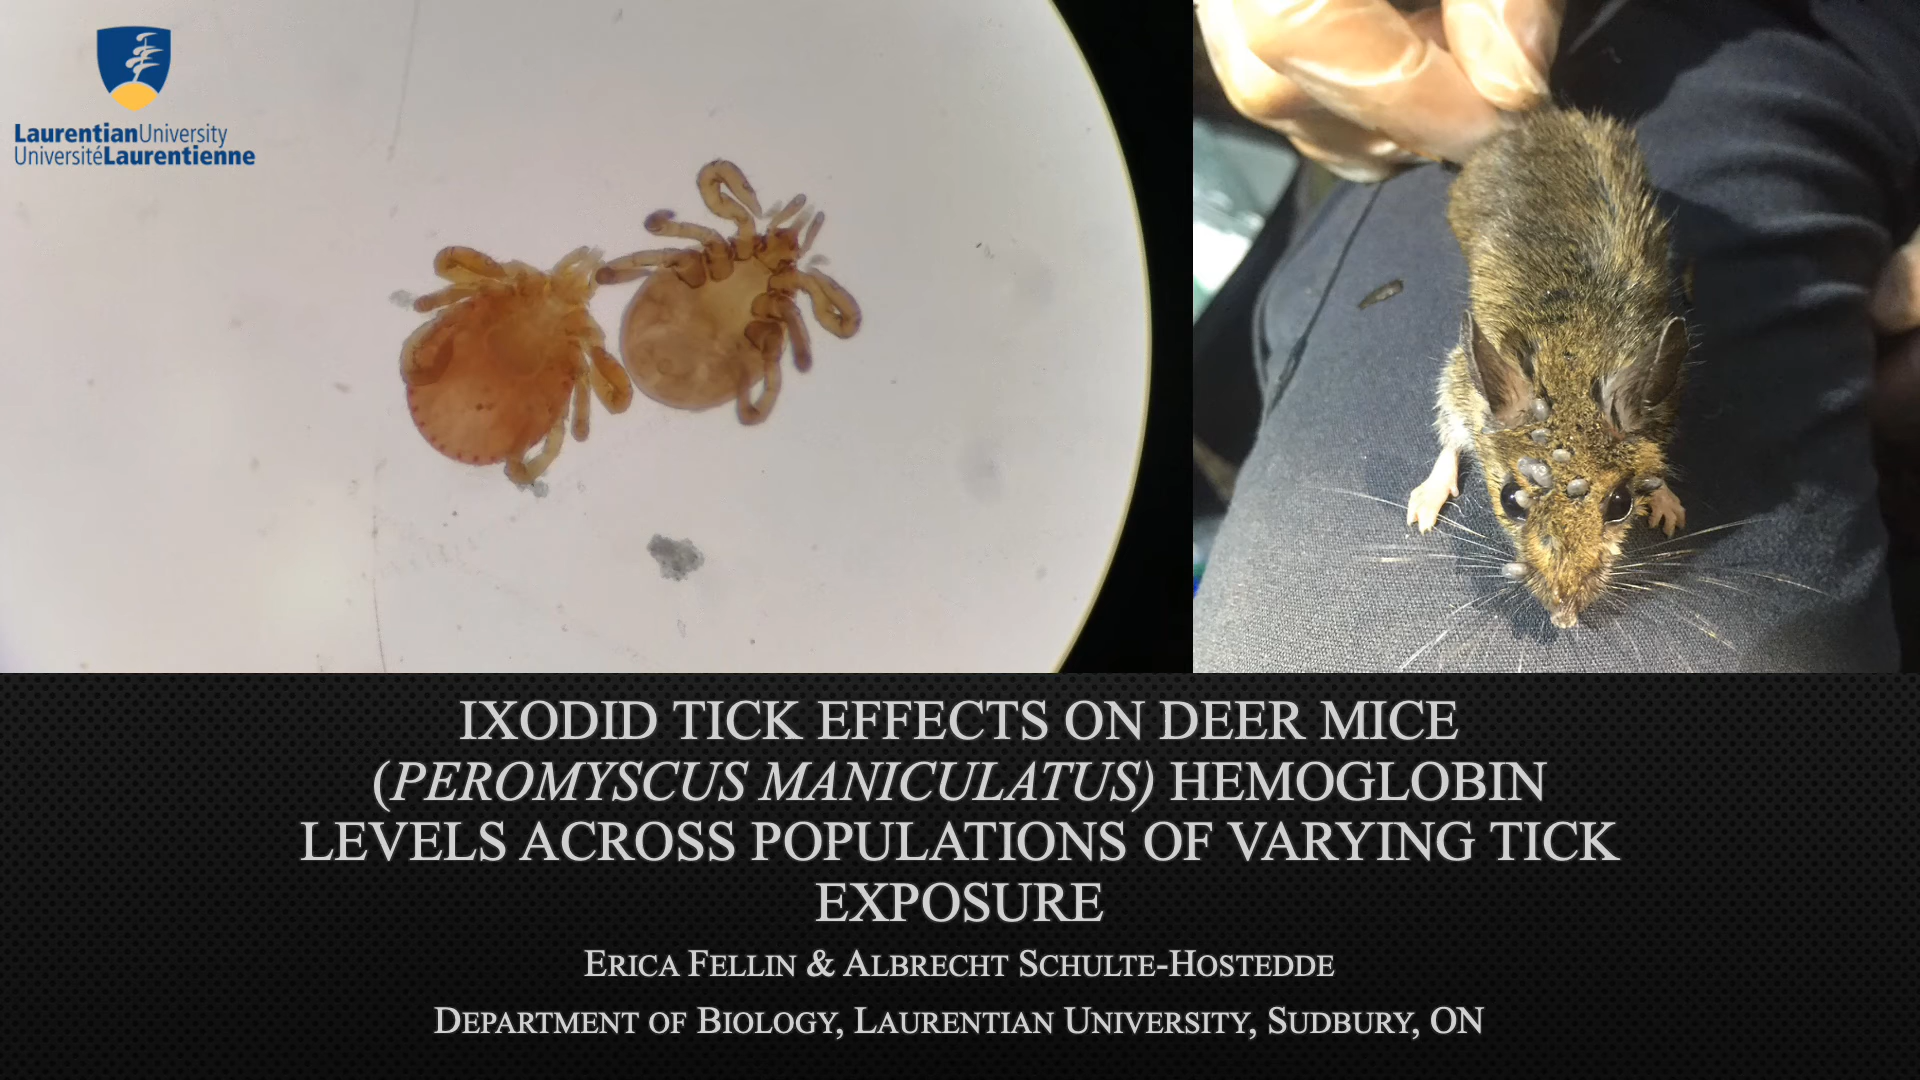 LaurentianUniversity
UniversitéLaurentienne
IXODID TICK EFFECTS ON DEER MICE
(PEROMYSCUS MANICULATUS) HEMOGLOBIN
LEVELS ACROSS POPULATIONS OF VARYING TICK
EXPOSURE
ERICA FELLIN & ALBRECHT SCHULTE-HOSTEDDE
DEPARTMENT OF BIOLOGY, LAURENTIAN UNIVERSITY, SUDBURY, ON